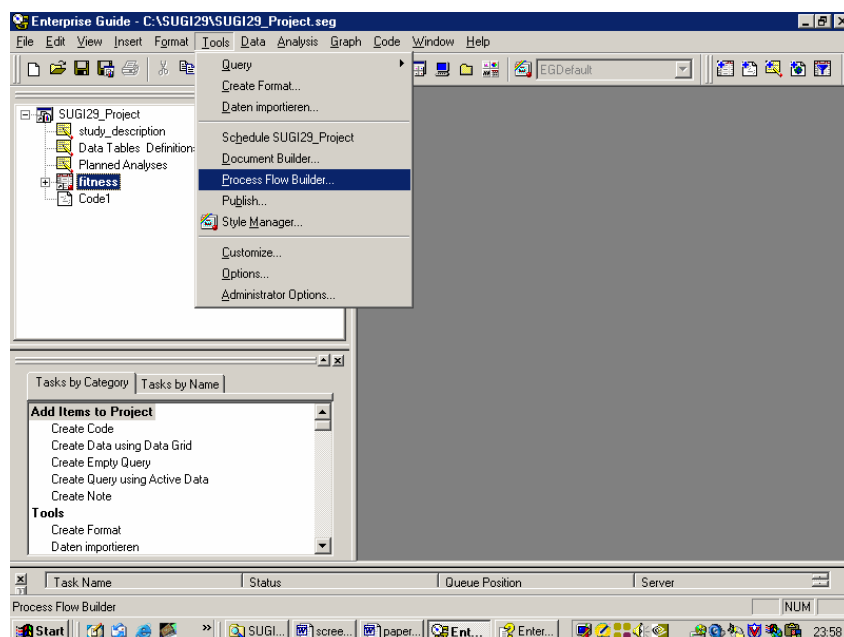 Enterprise Guide - C:\SUGI29\SUGI29_Project.seg
File Edit View Insert Format Tools Data Analysis Graph Code Window Help
EGDefault
Query
Create Format...
Daten importieren...
Schedule SUGI29_Project
Document Builder...
Process Flow Builder...
Publish...
Style Manager...
Customize...
Options...
Administrator Options...
SUGI29_Project
study_description
Data Tables Definition
Planned Analyses
fitness
Code1
Tasks by Category Tasks by Name
Add Items to Project
Create Code
Create Data using Data Grid
Create Empty Query
Create Query using Active Data
Create Note
Tools
Create Format
Daten importieren
Task Name Status Queue Position Server
Process Flow Builder NUM
Start » SUGI... scree... paper... Ent... Enter... 23:58